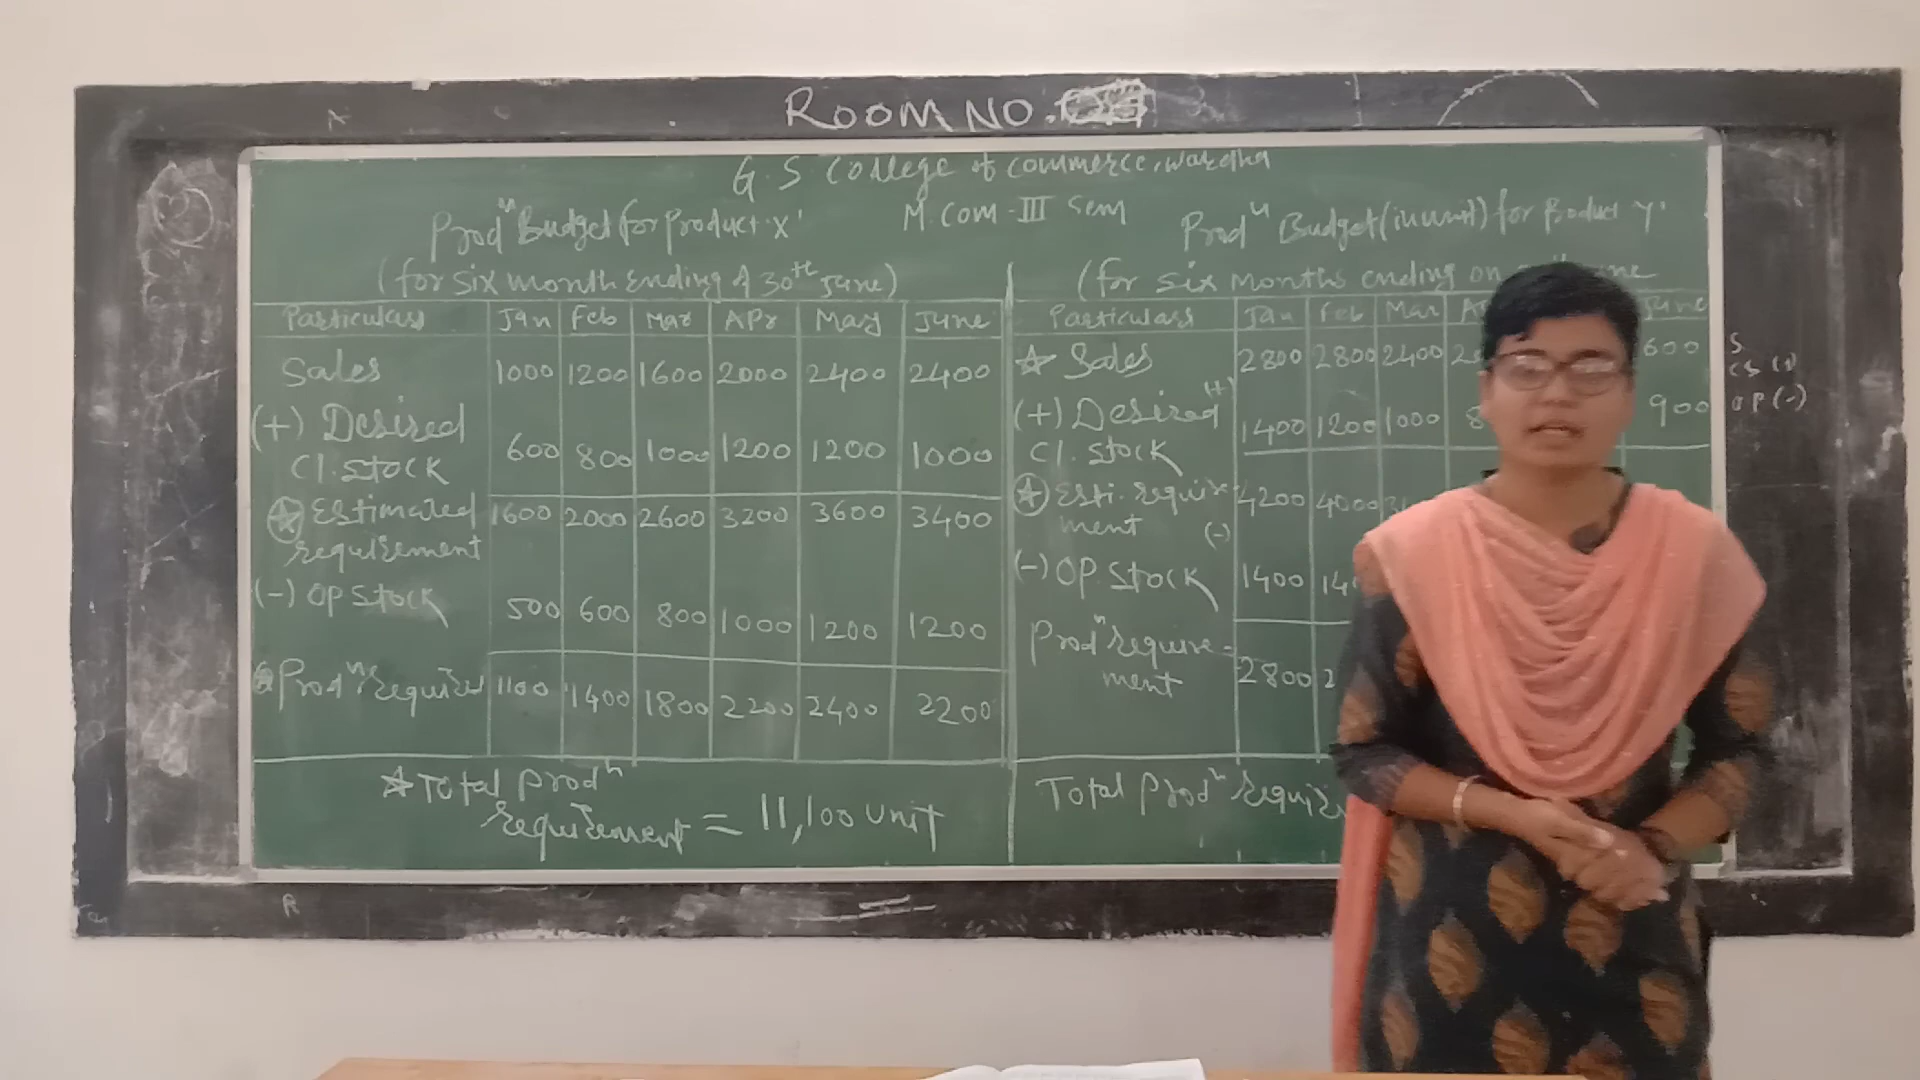 ROOM NO.
G.S. College of commerce, wardha
M.Com-III Sem
Prodⁿ Budget for product 'X'
(for six month Ending of 30th June)
Particulars Jan Feb Mar APr May June
Sales 1000 1200 1600 2000 2400 2400
(+) Desired
Cl. stock 600 800 1000 1200 1200 1000
Estimated
requirement 1600 2000 2600 3200 3600 3400
(-) OP Stock 500 600 800 1000 1200 1200
Prodⁿ required 1100 1400 1800 2200 2400 2200
Total prodⁿ
requirement = 11,100 unit
Prodⁿ Budget (in unit) for Product 'Y'
(for six Months ending on
Particulars Jan Feb Mar June
Sales 2800 2800 2400 600
(+) Desired (+)
Cl. stock 1400 1200 1000 900
Esti. require-
ment (-) 4200 4000
(-) OP. Stock 1400
Prodⁿ require-
ment 2800
Total prodⁿ
S
CS
OP (-)